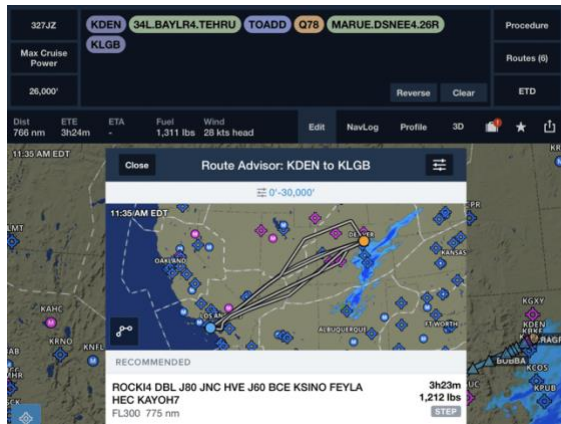 327JZ
KDEN 34L.BAYLR4.TEHRU TOADD Q78 MARUE.DSNEE4.26R
KLGB
Procedure
Max Cruise
Power
Routes (6)
26,000'
Reverse Clear
ETD
Dist ETE ETA Fuel Wind
766 nm 3h24m - 1,311 lbs 28 kts head
Edit NavLog Profile 3D
11:35 AM EDT
Close Route Advisor: KDEN to KLGB
0'-30,000'
11:35 AM EDT
OAKLAND
KANSAS
ALBUQUERQUE
FT WORTH
KAHC
KRNO
KNFL
KGXY
KDEN
BUBBA
KCOS
KPUB
RECOMMENDED
ROCKI4 DBL J80 JNC HVE J60 BCE KSINO FEYLA
HEC KAYOH7
3h23m
1,212 lbs
FL300 775 nm
STEP